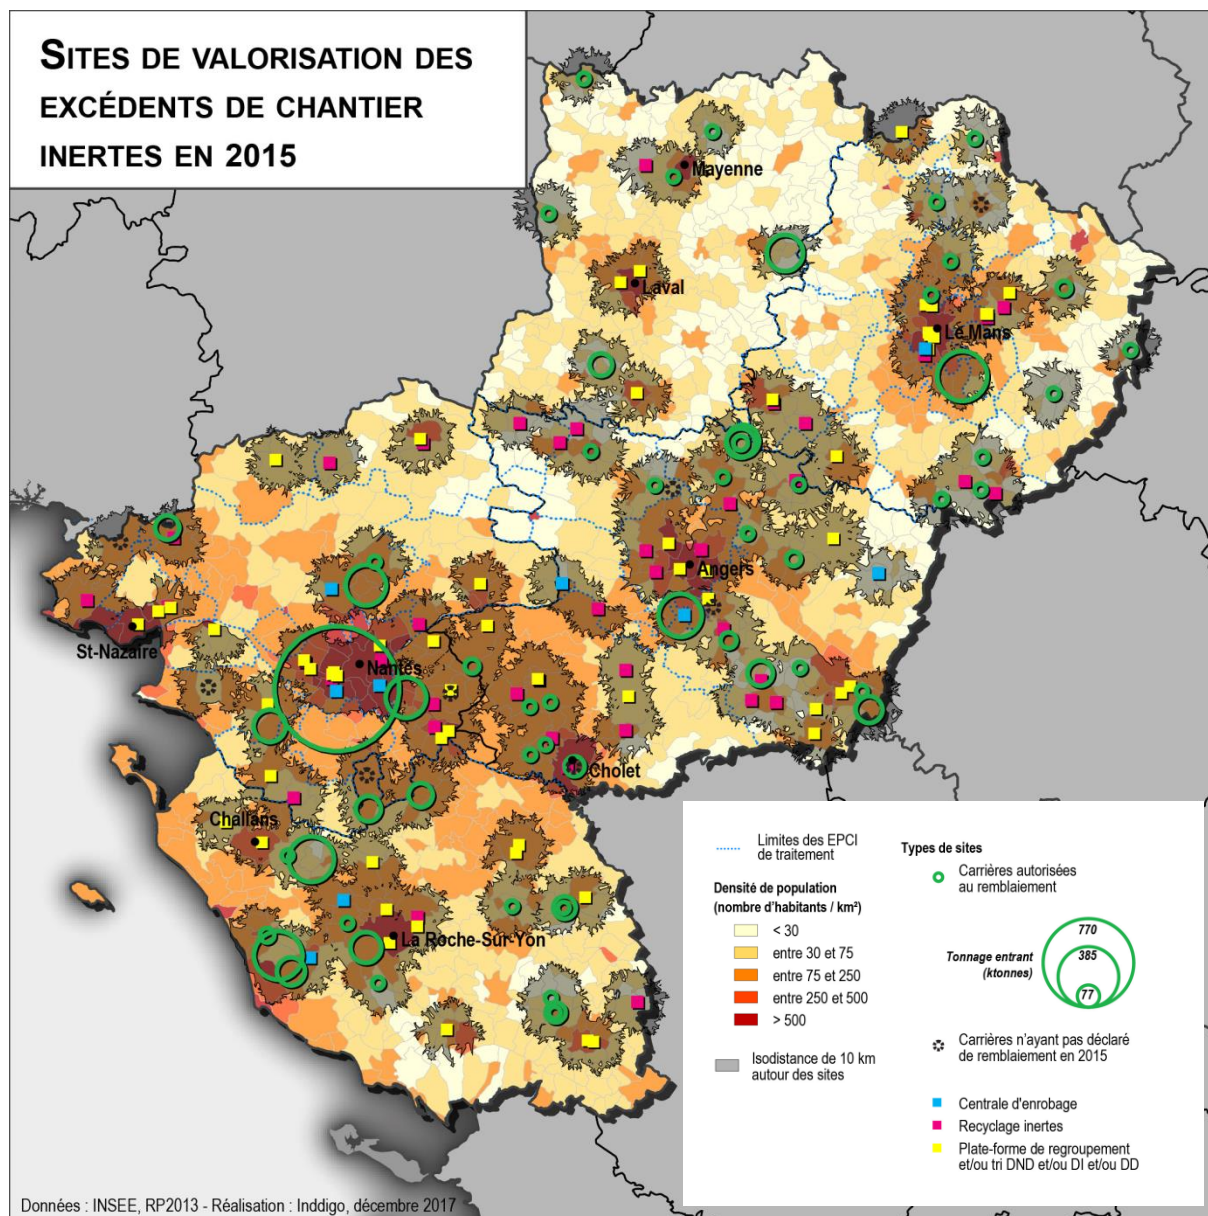 SITES DE VALORISATION DES
EXCÉDENTS DE CHANTIER
INERTES EN 2015
Mayenne
Laval
Le Mans
Angers
St-Nazaire
Nantes
Cholet
Challans
La Roche-Sur-Yon
Limites des EPCI
de traitement
Densité de population
(nombre d'habitants / km²)
< 30
entre 30 et 75
entre 75 et 250
entre 250 et 500
> 500
Isodistance de 10 km
autour des sites
Types de sites
Carrières autorisées
au remblaiement
770
385
77
Tonnage entrant
(ktonnes)
Carrières n'ayant pas déclaré
de remblaiement en 2015
Centrale d'enrobage
Recyclage inertes
Plate-forme de regroupement
et/ou tri DND et/ou DI et/ou DD
Données : INSEE, RP2013 - Réalisation : Inddigo, décembre 2017